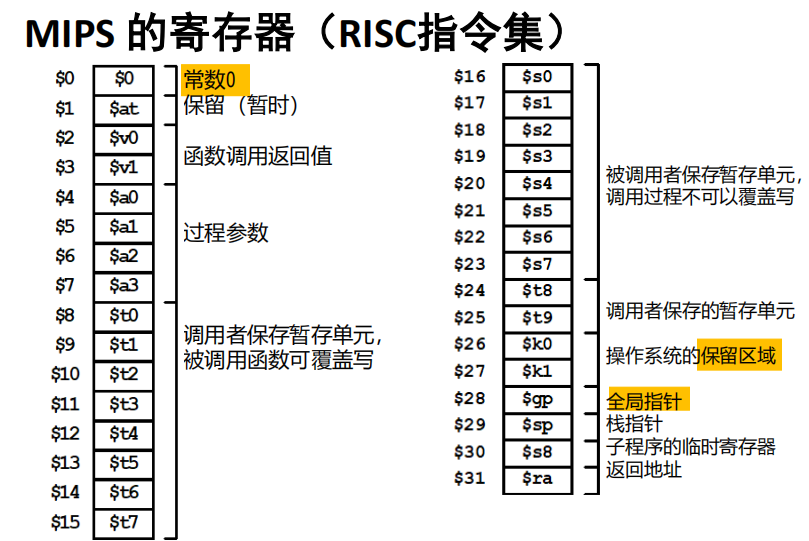 MIPS 的寄存器（RISC指令集）
$0 $0 常数0
$1 $at 保留（暂时）
$2 $v0
$3 $v1
函数调用返回值
$4 $a0
$5 $a1
$6 $a2
$7 $a3
过程参数
$8 $t0
$9 $t1
$10 $t2
$11 $t3
$12 $t4
$13 $t5
$14 $t6
$15 $t7
调用者保存暂存单元，
被调用函数可覆盖写
$16 $s0
$17 $s1
$18 $s2
$19 $s3
$20 $s4
$21 $s5
$22 $s6
$23 $s7
被调用者保存暂存单元，
调用过程不可以覆盖写
$24 $t8
$25 $t9
调用者保存的暂存单元
$26 $k0
$27 $k1
操作系统的保留区域
$28 $gp 全局指针
$29 $sp 栈指针
$30 $s8 子程序的临时寄存器
$31 $ra 返回地址